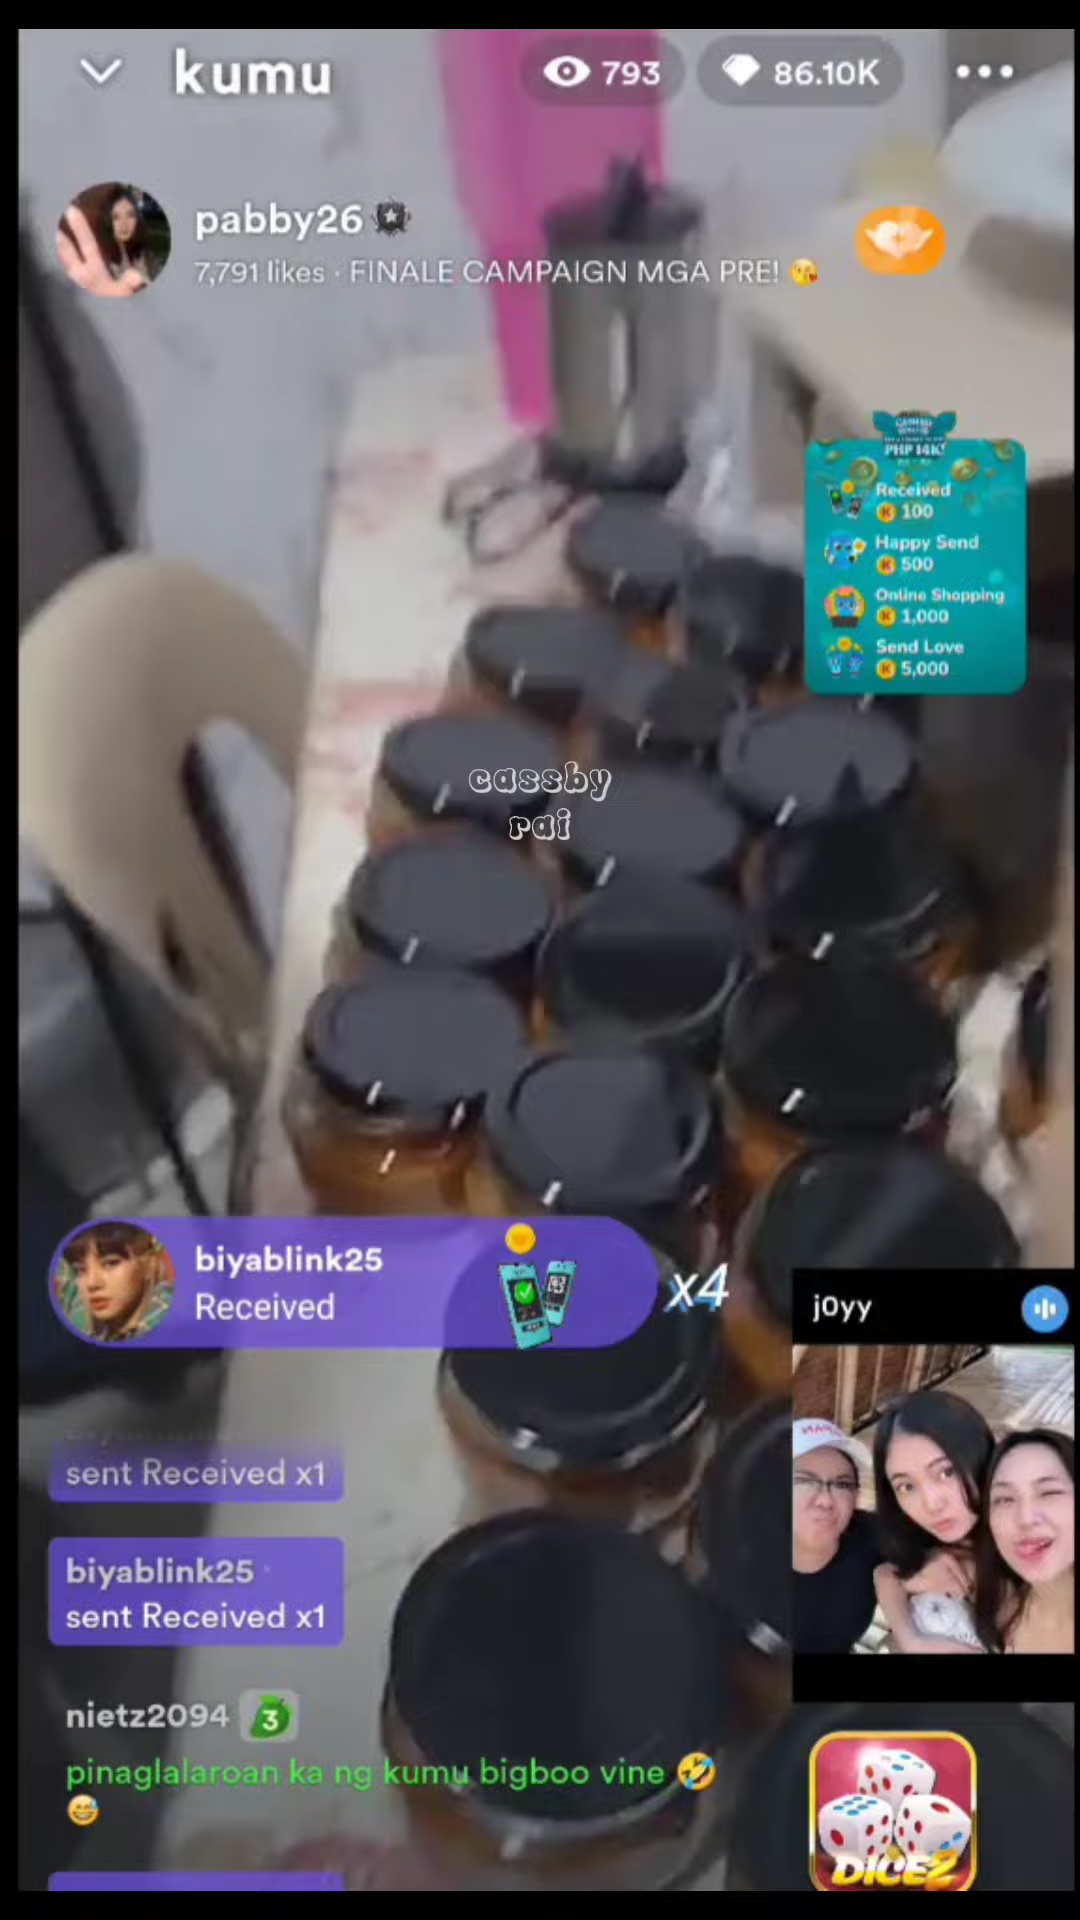 kumu
793
86.10K
pabby26
7,791 likes · FINALE CAMPAIGN MGA PRE! 😘
PHP 14K!
Received
K 100
Happy Send
K 500
Online Shopping
K 1,000
Send Love
K 5,000
cassby
rai
biyablink25
Received
x4
j0yy
sent Received x1
biyablink25
sent Received x1
nietz2094 3
pinaglalaroan ka ng kumu bigboo vine 🤣
😅
DICE2